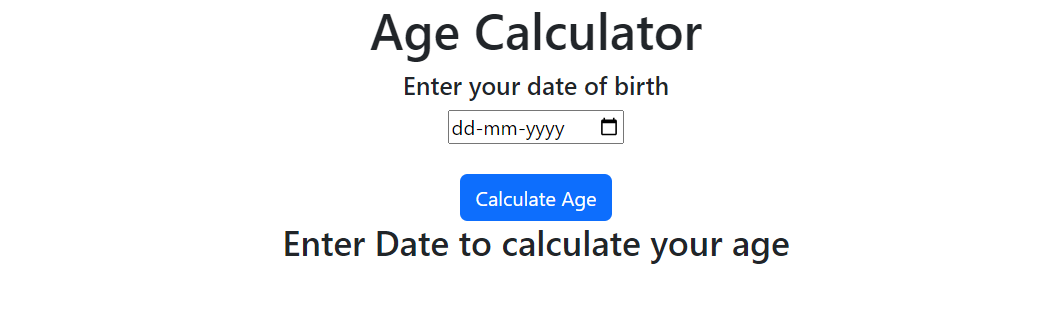 Age Calculator
Enter your date of birth
dd-mm-yyyy
Calculate Age
Enter Date to calculate your age